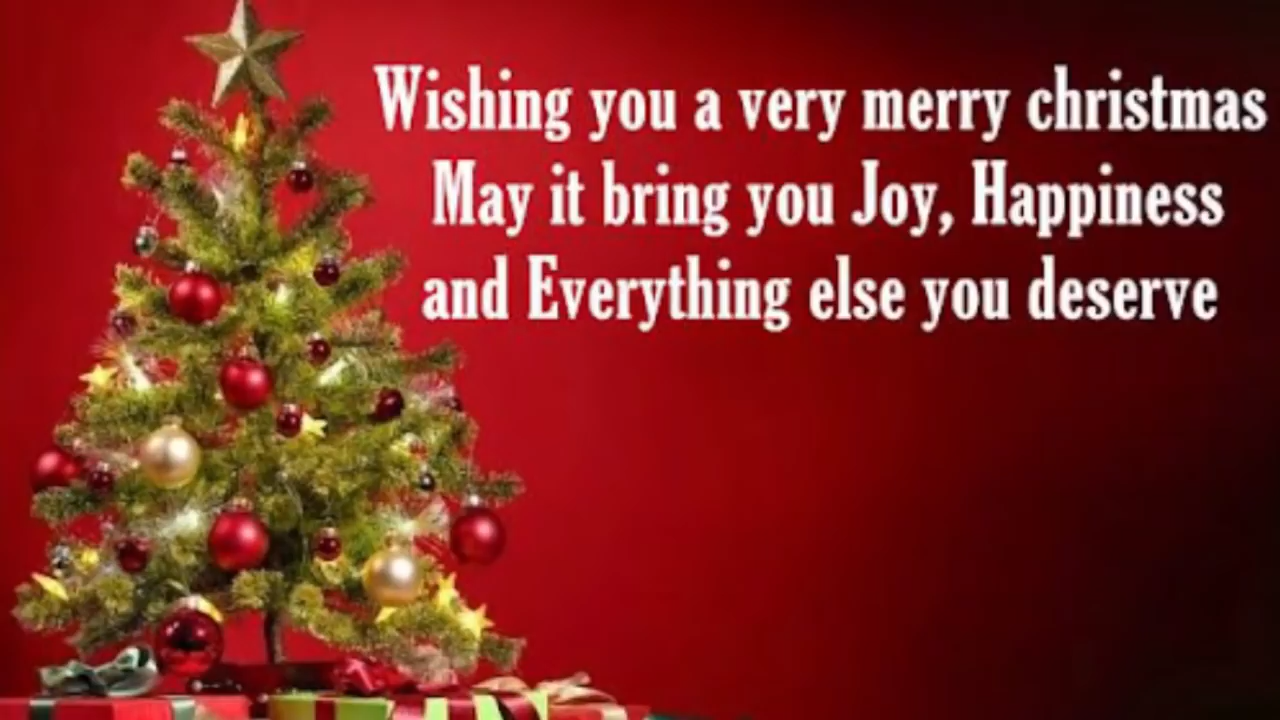 Wishing you a very merry christmas
May it bring you Joy, Happiness
and Everything else you deserve